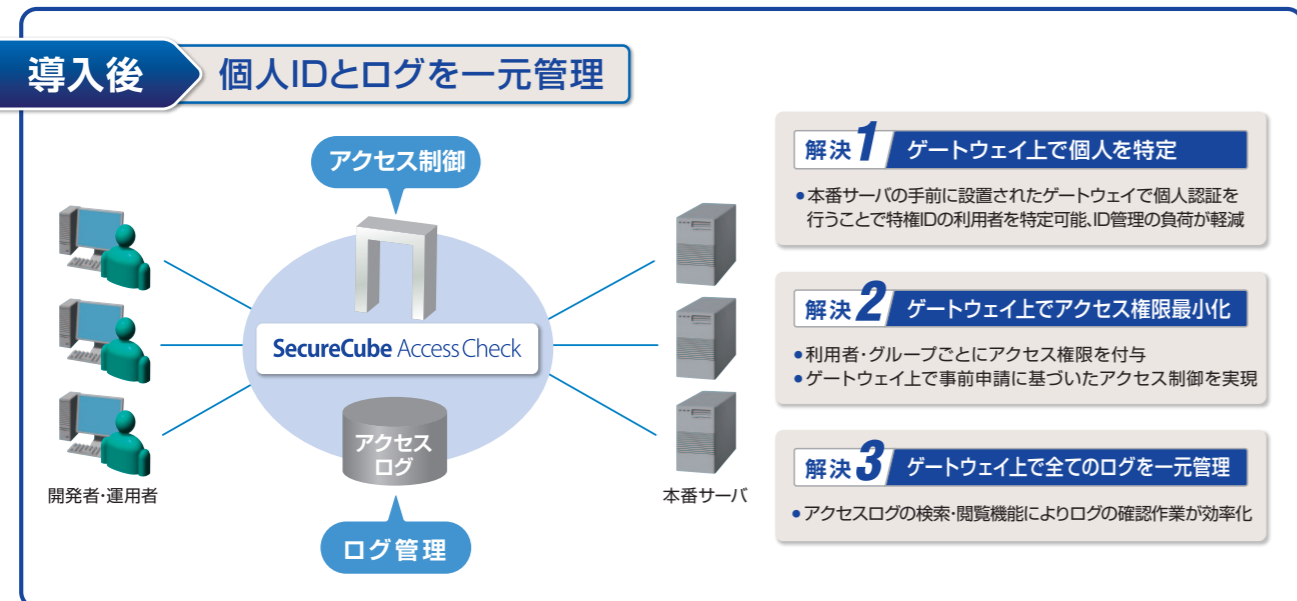 導入後
個人IDとログを一元管理
アクセス制御
SecureCube AccessCheck
アクセス
ログ
ログ管理
開発者・運用者
本番サーバ
解決1 ゲートウェイ上で個人を特定
●本番サーバの手前に設置されたゲートウェイで個人認証を
行うことで特権IDの利用者を特定可能、ID管理の負荷が軽減
解決2 ゲートウェイ上でアクセス権限最小化
●利用者・グループごとにアクセス権限を付与
●ゲートウェイ上で事前申請に基づいたアクセス制御を実現
解決3 ゲートウェイ上で全てのログを一元管理
●アクセスログの検索・閲覧機能によりログの確認作業が効率化